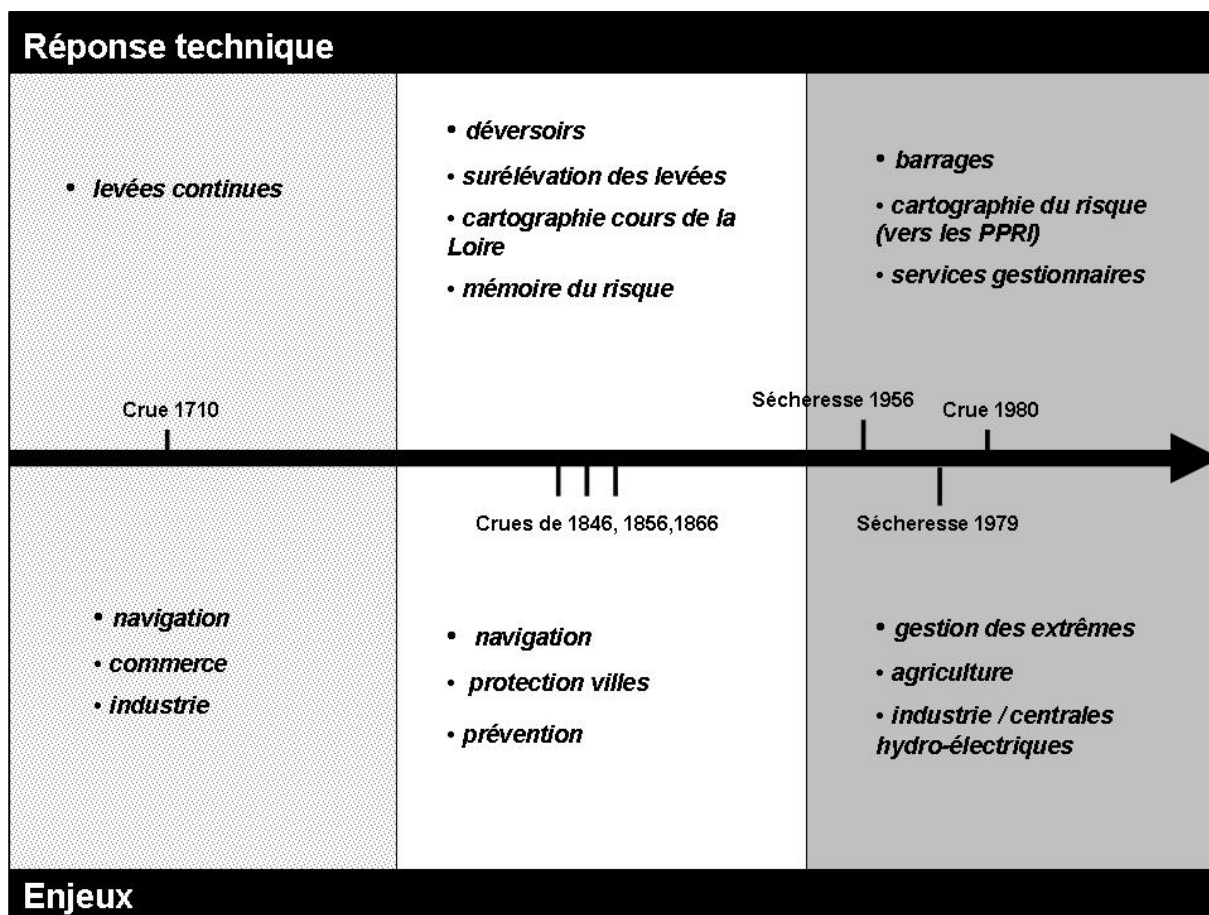 Réponse technique
• levées continues
• déversoirs
• surélévation des levées
• cartographie cours de la
Loire
• mémoire du risque
• barrages
• cartographie du risque
(vers les PPRI)
• services gestionnaires
Crue 1710
Sécheresse 1956
Crue 1980
Crues de 1846, 1856,1866
Sécheresse 1979
• navigation
• commerce
• industrie
• navigation
• protection villes
• prévention
• gestion des extrêmes
• agriculture
• industrie / centrales
hydro-électriques
Enjeux